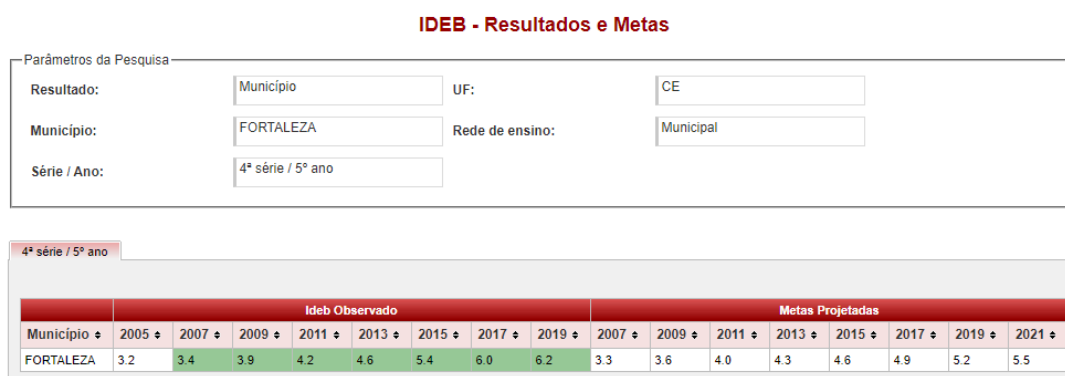 IDEB - Resultados e Metas
Parâmetros da Pesquisa
Resultado: Município UF: CE
Município: FORTALEZA Rede de ensino: Municipal
Série / Ano: 4ª série / 5º ano
4ª série / 5º ano
Ideb Observado Metas Projetadas
Município 2005 2007 2009 2011 2013 2015 2017 2019 2007 2009 2011 2013 2015 2017 2019 2021
FORTALEZA 3.2 3.4 3.9 4.2 4.6 5.4 6.0 6.2 3.3 3.6 4.0 4.3 4.6 4.9 5.2 5.5